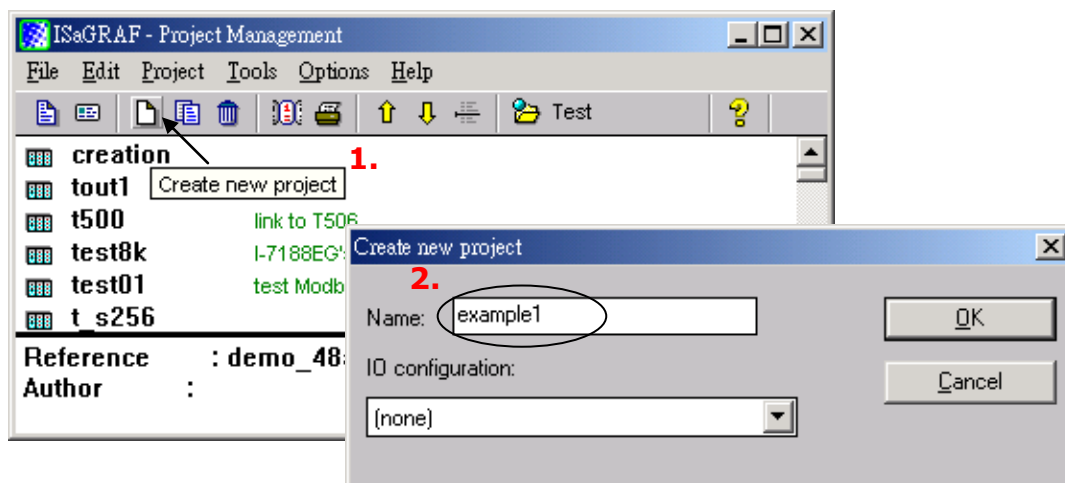 ISaGRAF - Project Management
File Edit Project Tools Options Help
Test
creation
1.
tout1
Create new project
t500 link to T506
test8k I-7188EG's
test01 test Modb
t_s256
Reference : demo_48
Author :
Create new project
2.
Name: example1
OK
IO configuration:
Cancel
(none)